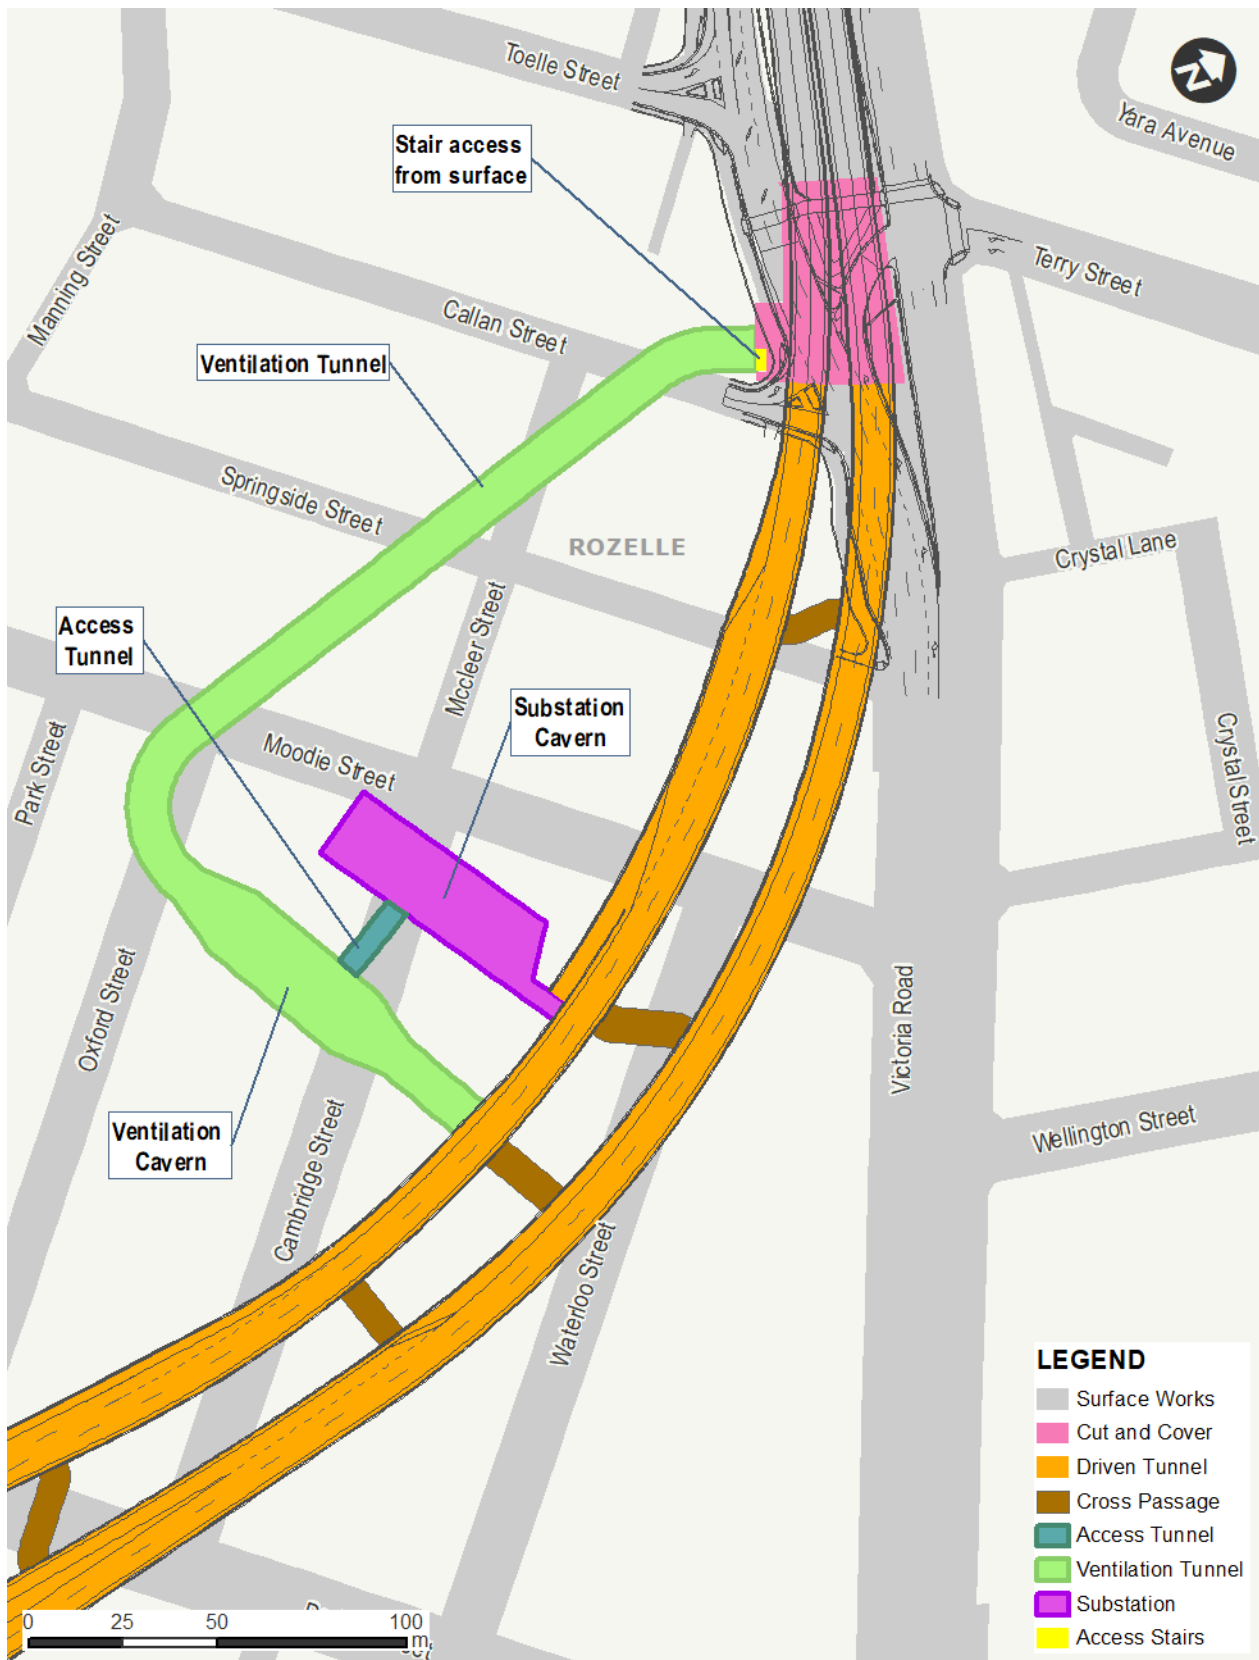 Toelle Street
N
Yara Avenue
Stair access
from surface
Manning Street
Terry Street
Callan Street
Ventilation Tunnel
Springside Street
ROZELLE
Crystal Lane
Access
Tunnel
Mccleer Street
Substation
Cavern
Moodie Street
Park Street
Crystal Street
Oxford Street
Victoria Road
Ventilation
Cavern
Wellington Street
Cambridge Street
Waterloo Street
LEGEND
Surface Works
Cut and Cover
Driven Tunnel
Cross Passage
Access Tunnel
Ventilation Tunnel
Substation
Access Stairs
0 25 50 100
m